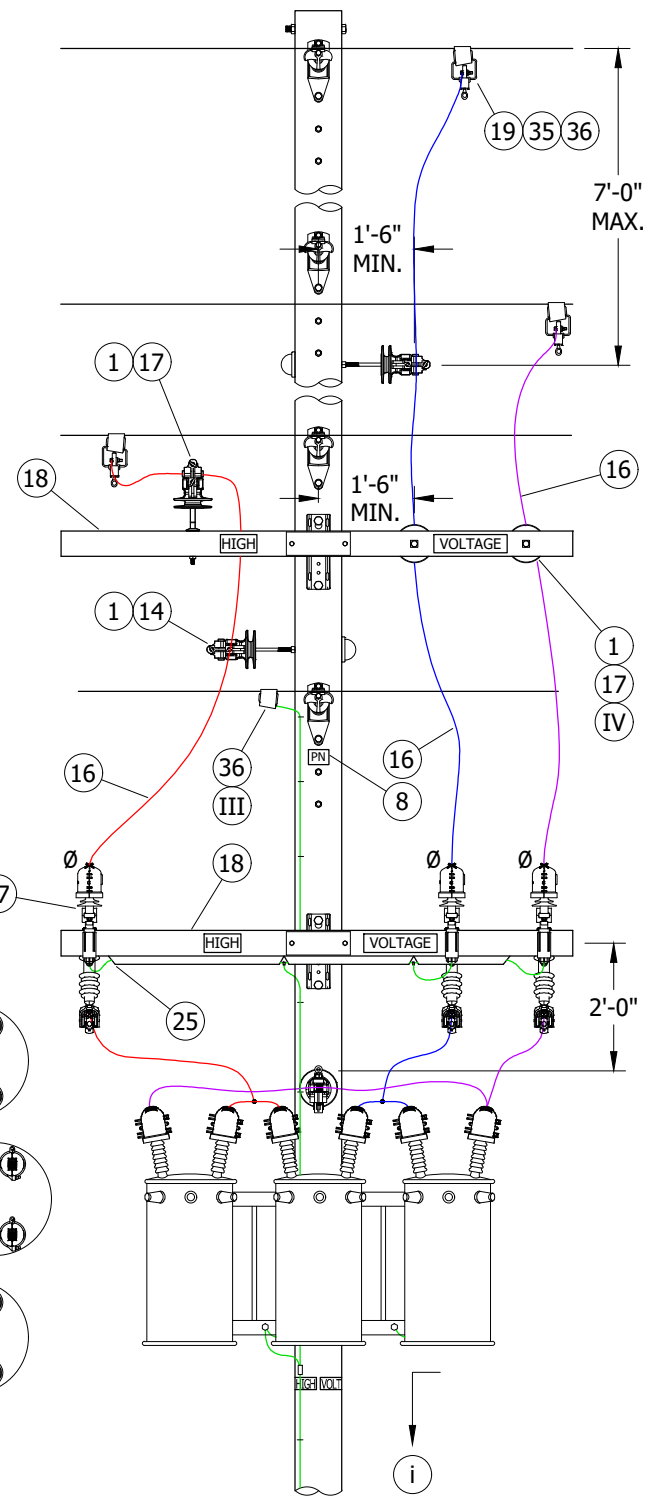 19 35 36
7'-0"
MAX.
1'-6"
MIN.
1 17
18
16
1'-6"
MIN.
HIGH
VOLTAGE
1 14
1
17
IV
16
36
III
PN
8
16
Ø
Ø
Ø
7
18
HIGH
VOLTAGE
25
2'-0"
HIGH VOLT
i